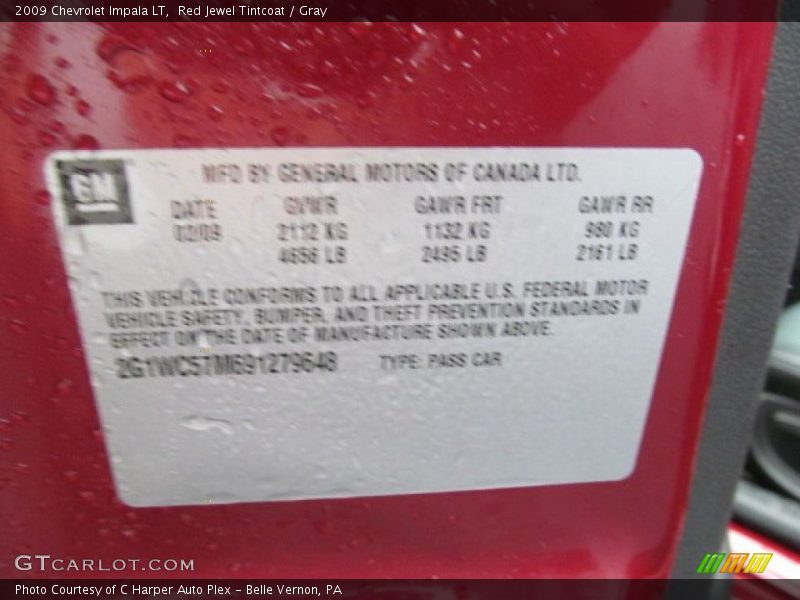 2009 Chevrolet Impala LT, Red Jewel Tintcoat / Gray
GM
MFD BY GENERAL MOTORS OF CANADA LTD.
DATE GVWR GAWR FRT GAWR RR
02/09 2112 KG 1132 KG 980 KG
4656 LB 2495 LB 2161 LB
THIS VEHICLE CONFORMS TO ALL APPLICABLE U.S. FEDERAL MOTOR
VEHICLE SAFETY, BUMPER, AND THEFT PREVENTION STANDARDS IN
EFFECT ON THE DATE OF MANUFACTURE SHOWN ABOVE.
2G1WC57M691279648 TYPE: PASS CAR
GTCARLOT.COM
Photo Courtesy of C Harper Auto Plex - Belle Vernon, PA